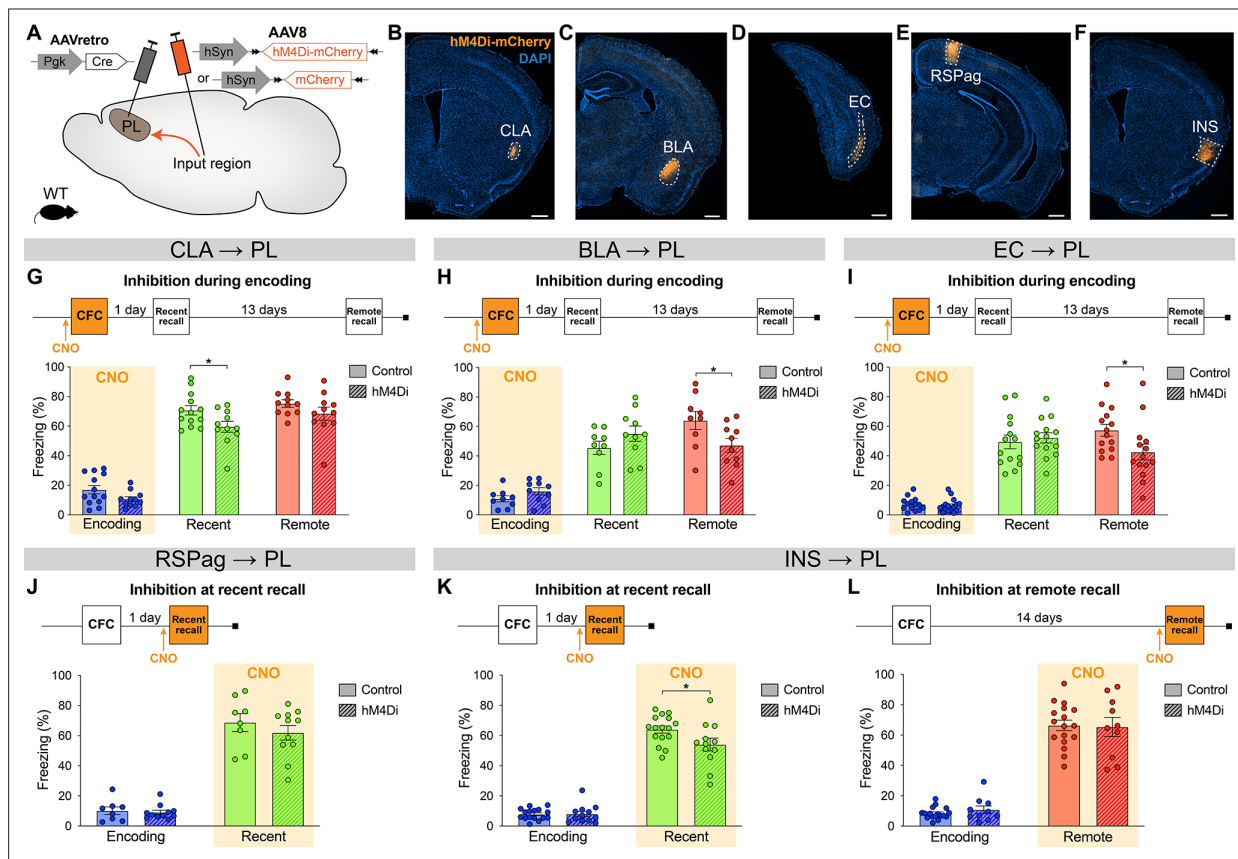 A
AAVretro
Pgk Cre
AAV8
hSyn hM4Di-mCherry
or hSyn mCherry
PL
Input region
WT
B
hM4Di-mCherry
DAPI
CLA
C
BLA
D
EC
E
RSPag
F
INS
CLA → PL
G
Inhibition during encoding
CFC 1 day Recent recall 13 days Remote recall
CNO
CNO
Control
hM4Di
*
Freezing (%)
100
80
60
40
20
0
Encoding Recent Remote
BLA → PL
H
Inhibition during encoding
CFC 1 day Recent recall 13 days Remote recall
CNO
CNO
Control
hM4Di
*
Freezing (%)
100
80
60
40
20
0
Encoding Recent Remote
EC → PL
I
Inhibition during encoding
CFC 1 day Recent recall 13 days Remote recall
CNO
CNO
Control
hM4Di
*
Freezing (%)
100
80
60
40
20
0
Encoding Recent Remote
RSPag → PL
J
Inhibition at recent recall
CFC 1 day Recent recall
CNO
CNO
Control
hM4Di
Freezing (%)
100
80
60
40
20
0
Encoding Recent
INS → PL
K
Inhibition at recent recall
CFC 1 day Recent recall
CNO
CNO
Control
hM4Di
*
Freezing (%)
100
80
60
40
20
0
Encoding Recent
L
Inhibition at remote recall
CFC 14 days Remote recall
CNO
CNO
Control
hM4Di
Freezing (%)
100
80
60
40
20
0
Encoding Remote